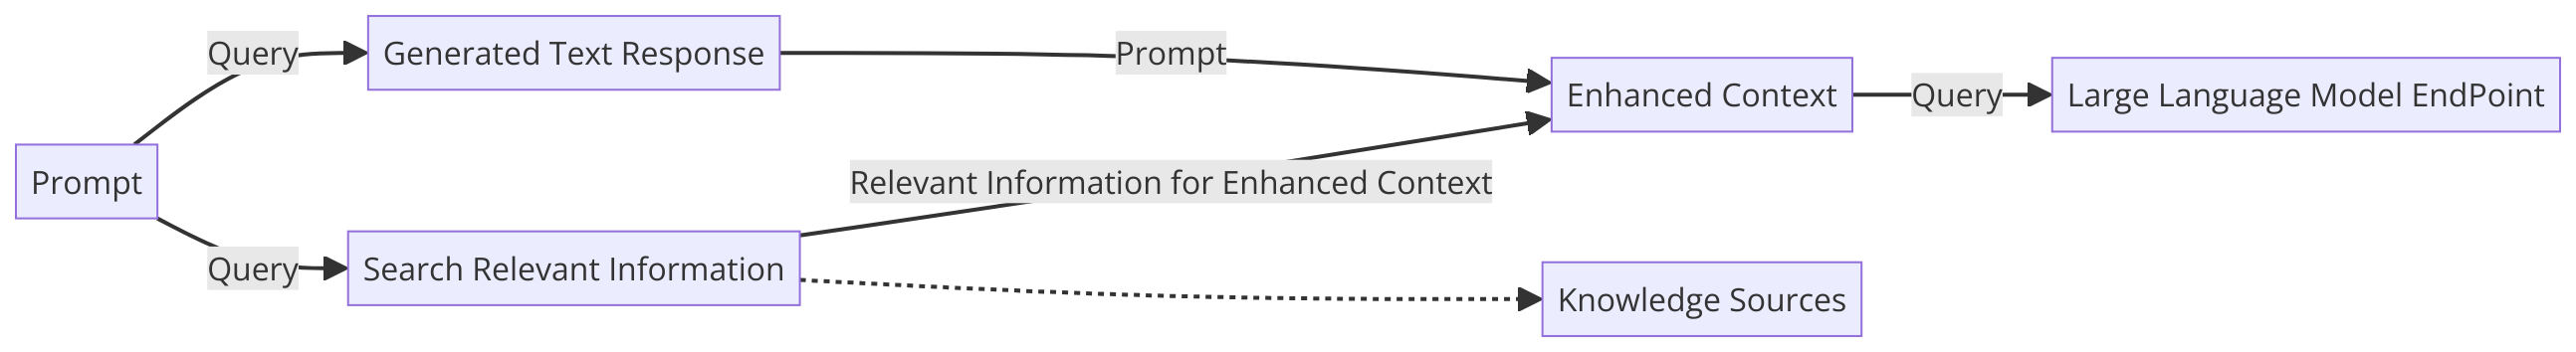 Prompt
Query
Generated Text Response
Prompt
Query
Search Relevant Information
Relevant Information for Enhanced Context
Enhanced Context
Query
Large Language Model EndPoint
Knowledge Sources